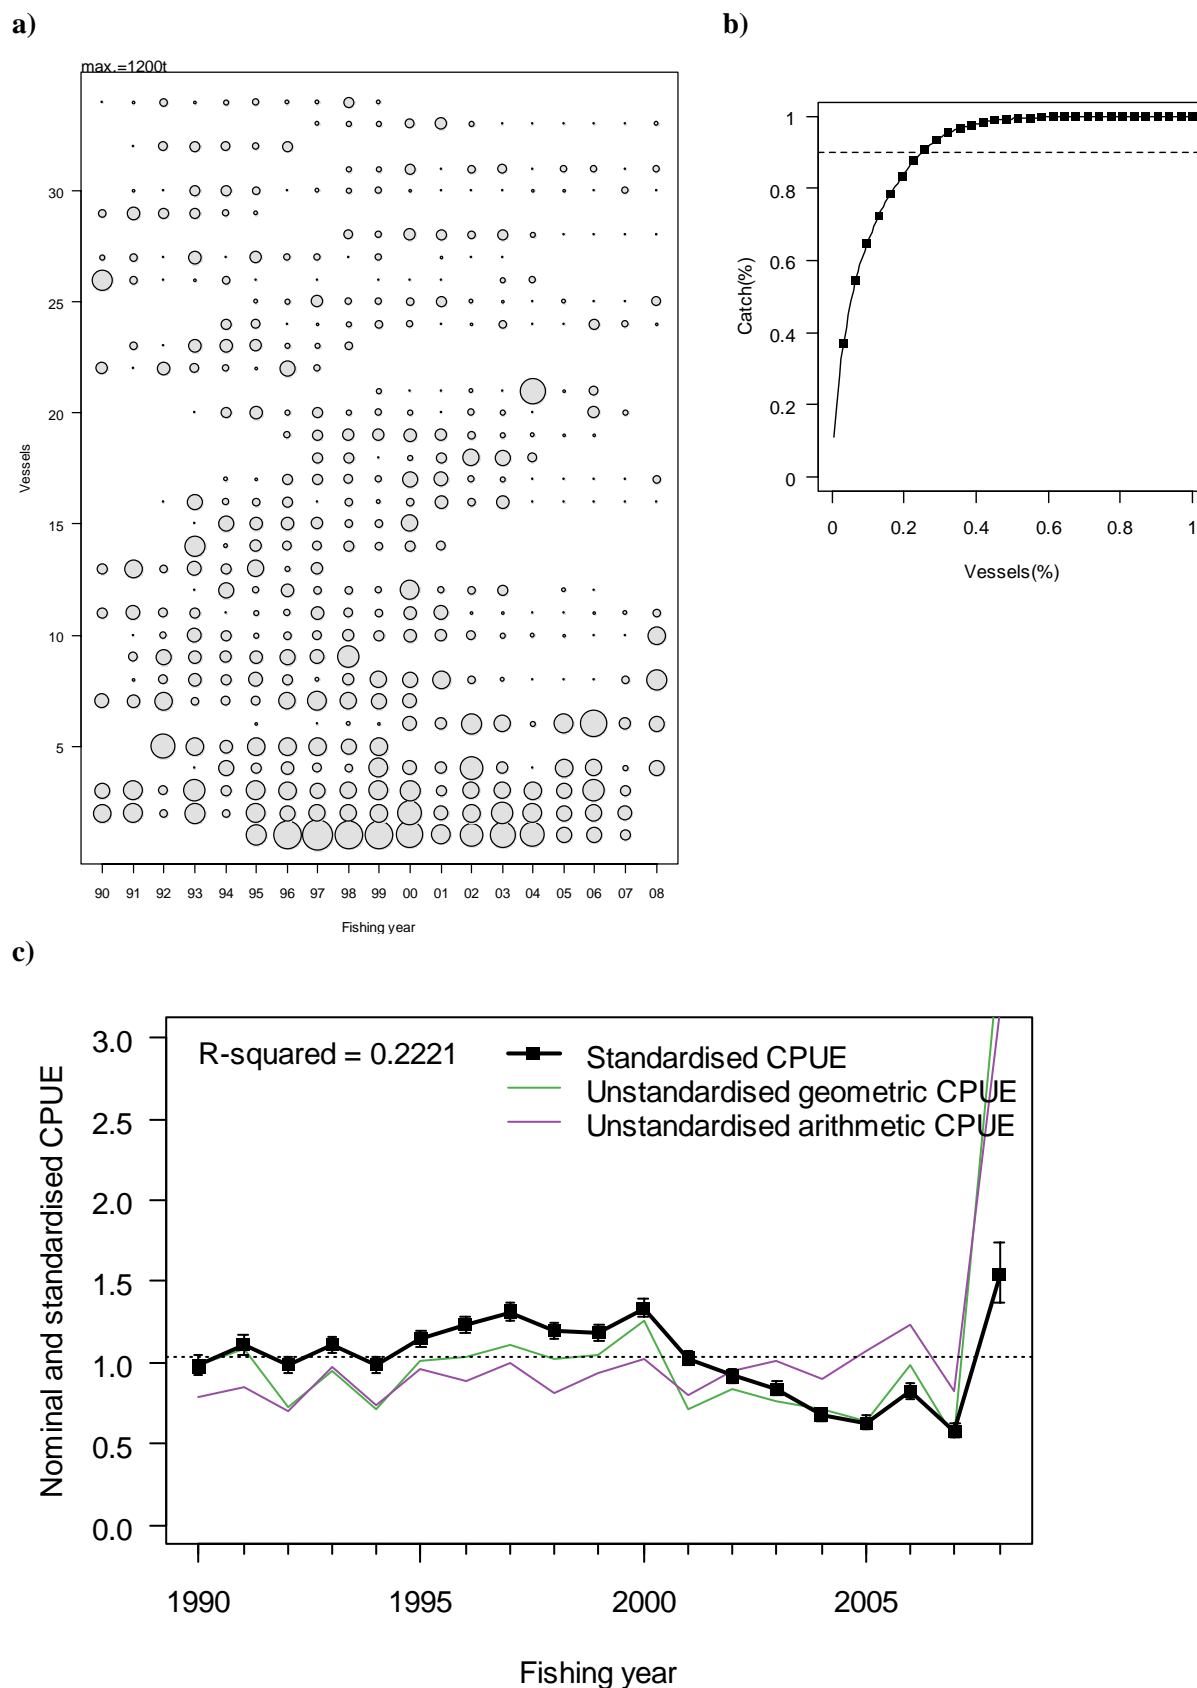 a)
max.=1200t
30
25
20
15
10
5
Vessels
90 91 92 93 94 95 96 97 98 99 00 01 02 03 04 05 06 07 08
Fishing year
b)
1
0.8
0.6
0.4
0.2
0
Catch(%)
0 0.2 0.4 0.6 0.8 1
Vessels(%)
c)
R-squared = 0.2221
Standardised CPUE
Unstandardised geometric CPUE
Unstandardised arithmetic CPUE
3.0
2.5
2.0
1.5
1.0
0.5
0.0
Nominal and standardised CPUE
1990 1995 2000 2005
Fishing year